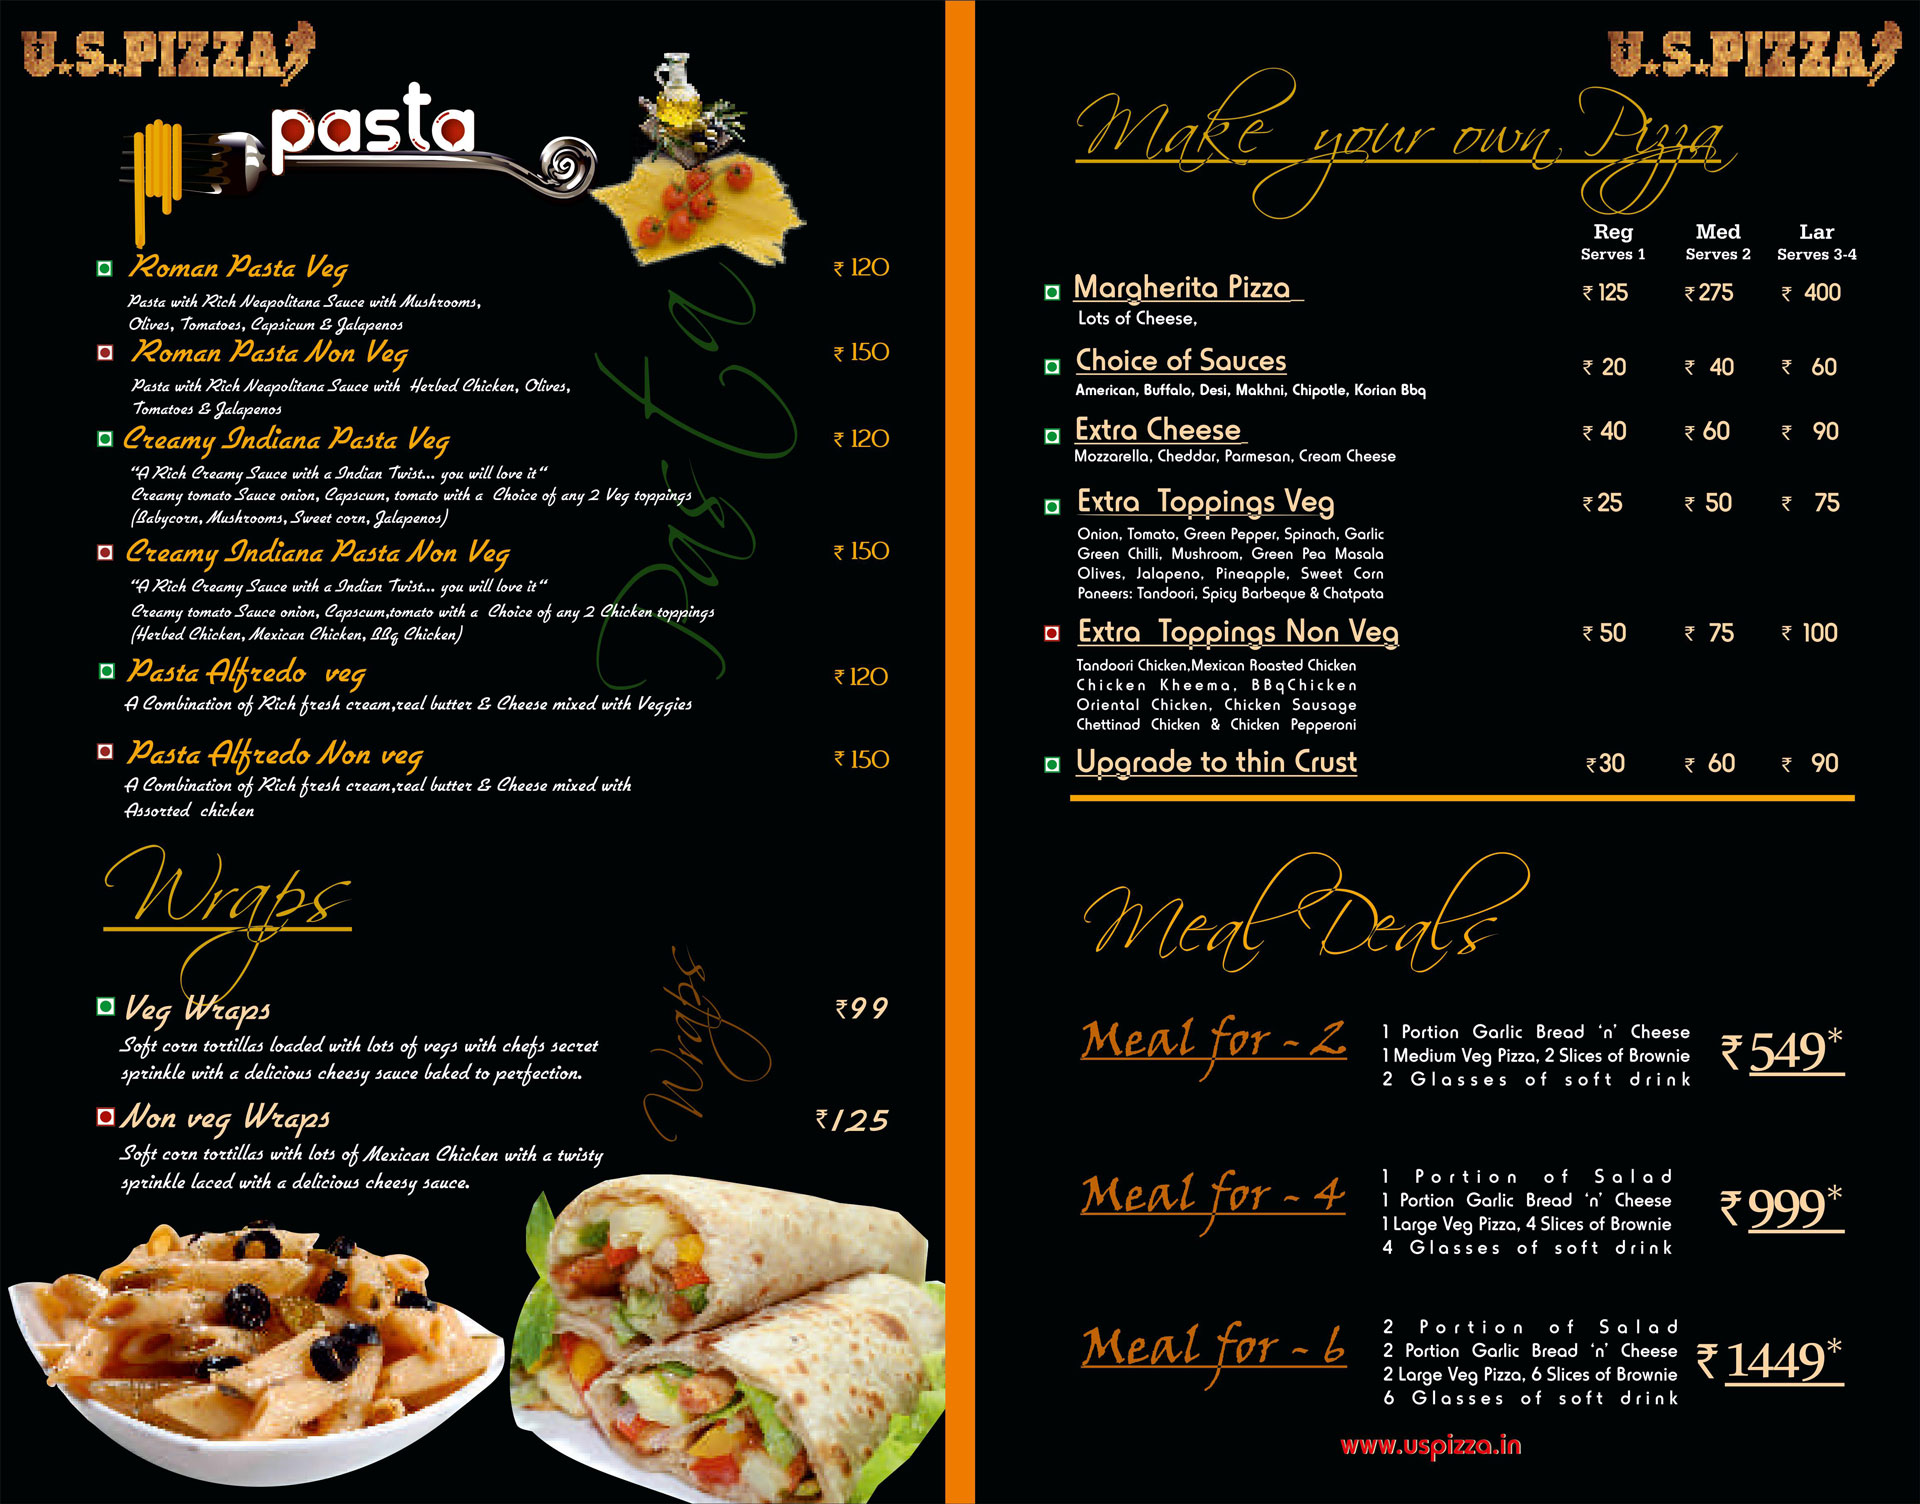 U.S.PIZZA
pasta
Roman Pasta Veg ₹ 120
Pasta with Rich Neapolitana Sauce with Mushrooms,
Olives, Tomatoes, Capsicum & Jalapenos
Roman Pasta Non Veg ₹ 150
Pasta with Rich Neapolitana Sauce with Herbed Chicken, Olives,
Tomatoes & Jalapenos
Creamy Indiana Pasta Veg ₹ 120
"A Rich Creamy Sauce with a Indian Twist... you will love it"
Creamy tomato Sauce onion, Capscum, tomato with a Choice of any 2 Veg toppings
(Babycorn, Mushrooms, Sweet corn, Jalapenos)
Creamy Indiana Pasta Non Veg ₹ 150
"A Rich Creamy Sauce with a Indian Twist... you will love it"
Creamy tomato Sauce onion, Capscum,tomato with a Choice of any 2 Chicken toppings
(Herbed Chicken, Mexican Chicken, BBq Chicken)
Pasta Alfredo veg ₹ 120
A Combination of Rich fresh cream,real butter & Cheese mixed with Veggies
Pasta Alfredo Non veg ₹ 150
A Combination of Rich fresh cream,real butter & Cheese mixed with
Assorted chicken
Pasta
Wraps
Veg Wraps ₹99
Soft corn tortillas loaded with lots of vegs with chefs secret
sprinkle with a delicious cheesy sauce baked to perfection.
Non veg Wraps ₹125
Soft corn tortillas with lots of Mexican Chicken with a twisty
sprinkle laced with a delicious cheesy sauce.
Wraps
U.S.PIZZA
Make your own Pizza
Reg Med Lar
Serves 1 Serves 2 Serves 3-4
Margherita Pizza ₹ 125 ₹ 275 ₹ 400
Lots of Cheese,
Choice of Sauces ₹ 20 ₹ 40 ₹ 60
American, Buffalo, Desi, Makhni, Chipotle, Korian Bbq
Extra Cheese ₹ 40 ₹ 60 ₹ 90
Mozzarella, Cheddar, Parmesan, Cream Cheese
Extra Toppings Veg ₹ 25 ₹ 50 ₹ 75
Onion, Tomato, Green Pepper, Spinach, Garlic
Green Chilli, Mushroom, Green Pea Masala
Olives, Jalapeno, Pineapple, Sweet Corn
Paneers: Tandoori, Spicy Barbeque & Chatpata
Extra Toppings Non Veg ₹ 50 ₹ 75 ₹ 100
Tandoori Chicken,Mexican Roasted Chicken
Chicken Kheema, BBqChicken
Oriental Chicken, Chicken Sausage
Chettinad Chicken & Chicken Pepperoni
Upgrade to thin Crust ₹30 ₹ 60 ₹ 90
Meal Deals
Meal for - 2 ₹549*
1 Portion Garlic Bread 'n' Cheese
1 Medium Veg Pizza, 2 Slices of Brownie
2 Glasses of soft drink
Meal for - 4 ₹999*
1 Portion of Salad
1 Portion Garlic Bread 'n' Cheese
1 Large Veg Pizza, 4 Slices of Brownie
4 Glasses of soft drink
Meal for - 6 ₹1449*
2 Portion of Salad
2 Portion Garlic Bread 'n' Cheese
2 Large Veg Pizza, 6 Slices of Brownie
6 Glasses of soft drink
www.uspizza.in